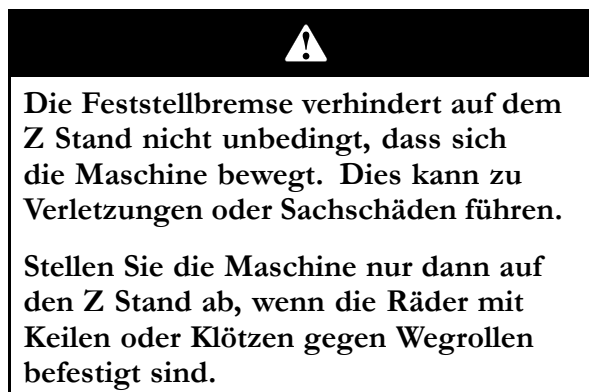 Die Feststellbremse verhindert auf dem
Z Stand nicht unbedingt, dass sich
die Maschine bewegt. Dies kann zu
Verletzungen oder Sachschäden führen.
Stellen Sie die Maschine nur dann auf
den Z Stand ab, wenn die Räder mit
Keilen oder Klötzen gegen Wegrollen
befestigt sind.